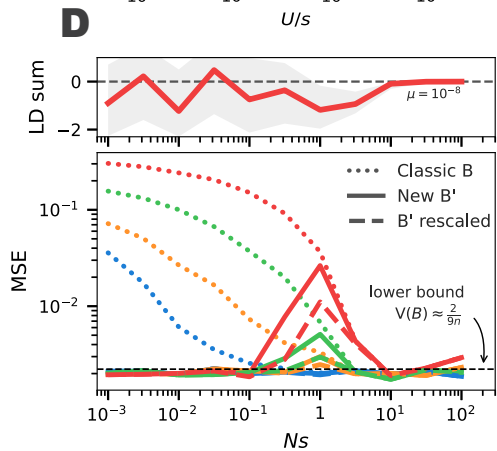 D
U/s
LD sum
0
−2
μ = 10⁻⁸
MSE
10⁻¹
10⁻²
Classic B
New B'
B' rescaled
lower bound
V(B) ≈ 2/9n
10⁻³
10⁻²
10⁻¹
1
10¹
10²
Ns